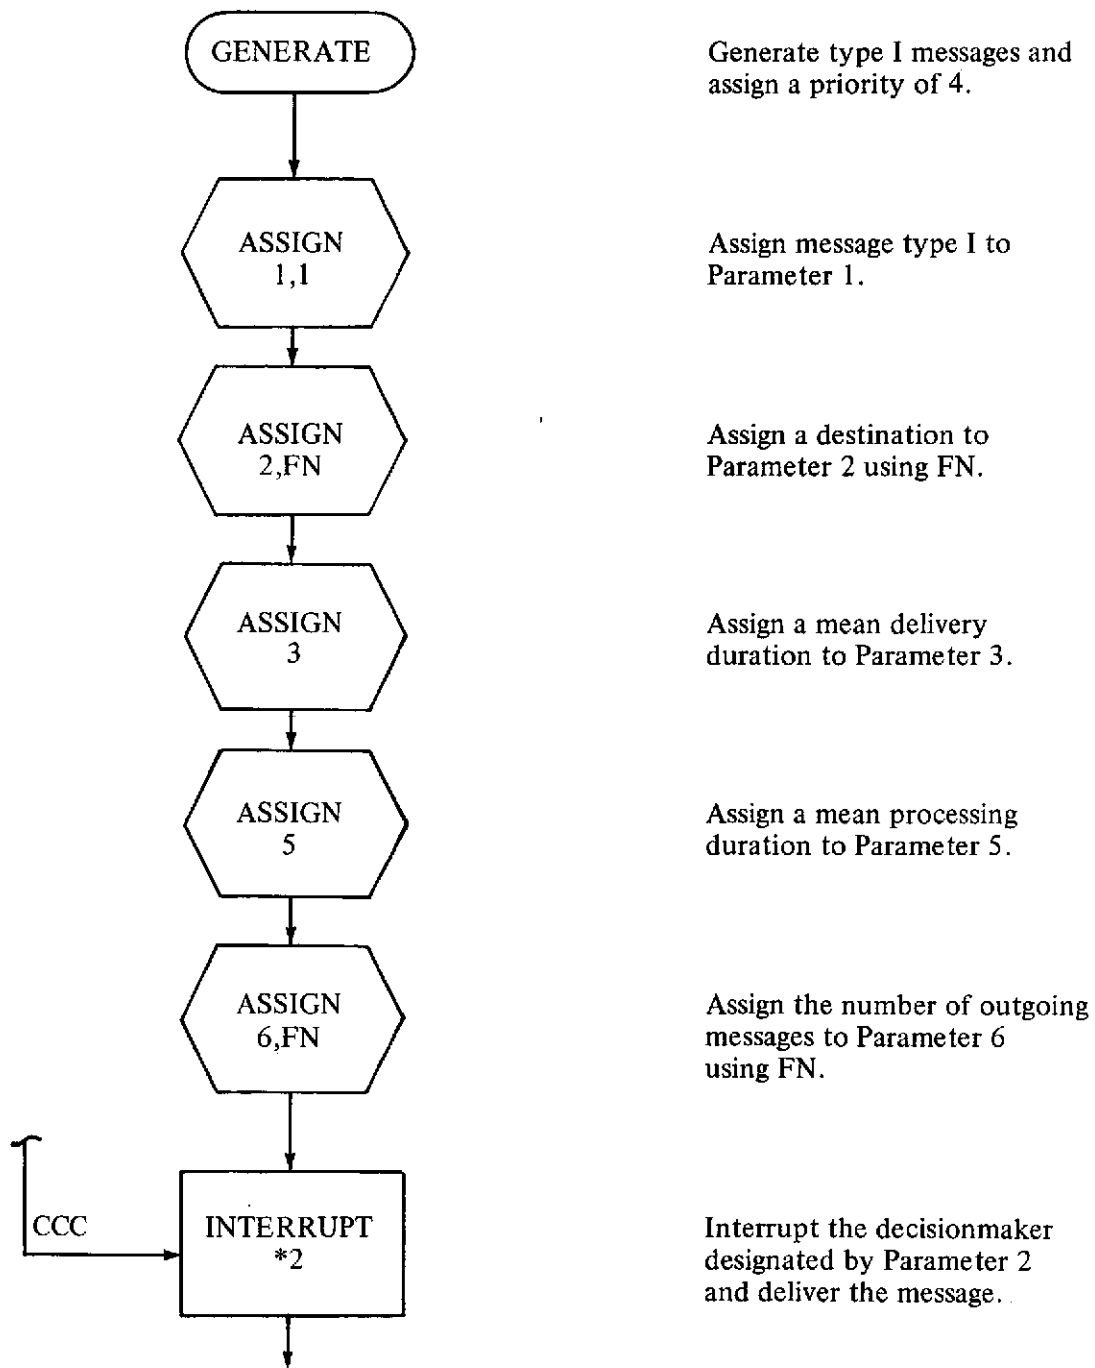 GENERATE
Generate type I messages and
assign a priority of 4.
ASSIGN
1,1
Assign message type I to
Parameter 1.
ASSIGN
2,FN
Assign a destination to
Parameter 2 using FN.
ASSIGN
3
Assign a mean delivery
duration to Parameter 3.
ASSIGN
5
Assign a mean processing
duration to Parameter 5.
ASSIGN
6,FN
Assign the number of outgoing
messages to Parameter 6
using FN.
CCC
INTERRUPT
*2
Interrupt the decisionmaker
designated by Parameter 2
and deliver the message.